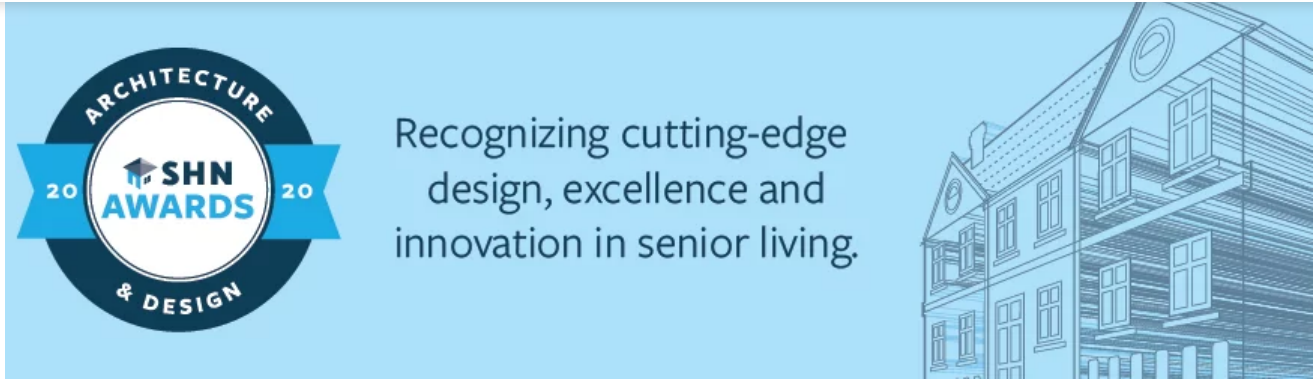 ARCHITECTURE
SHN
AWARDS
20 20
& DESIGN
Recognizing cutting-edge
design, excellence and
innovation in senior living.